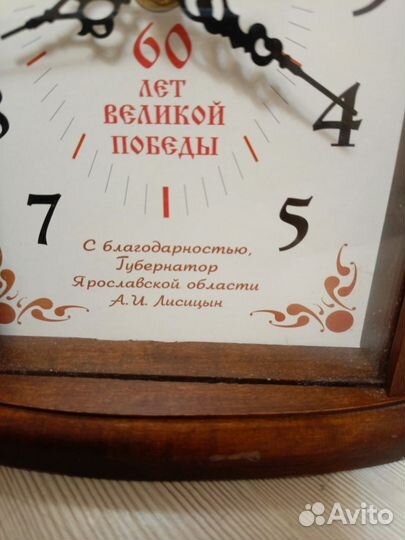 60
ЛЕТ
ВЕЛИКОЙ
ПОБЕДЫ
4
7
5
С благодарностью,
Губернатор
Ярославской области
А.И. Лисицын
Avito